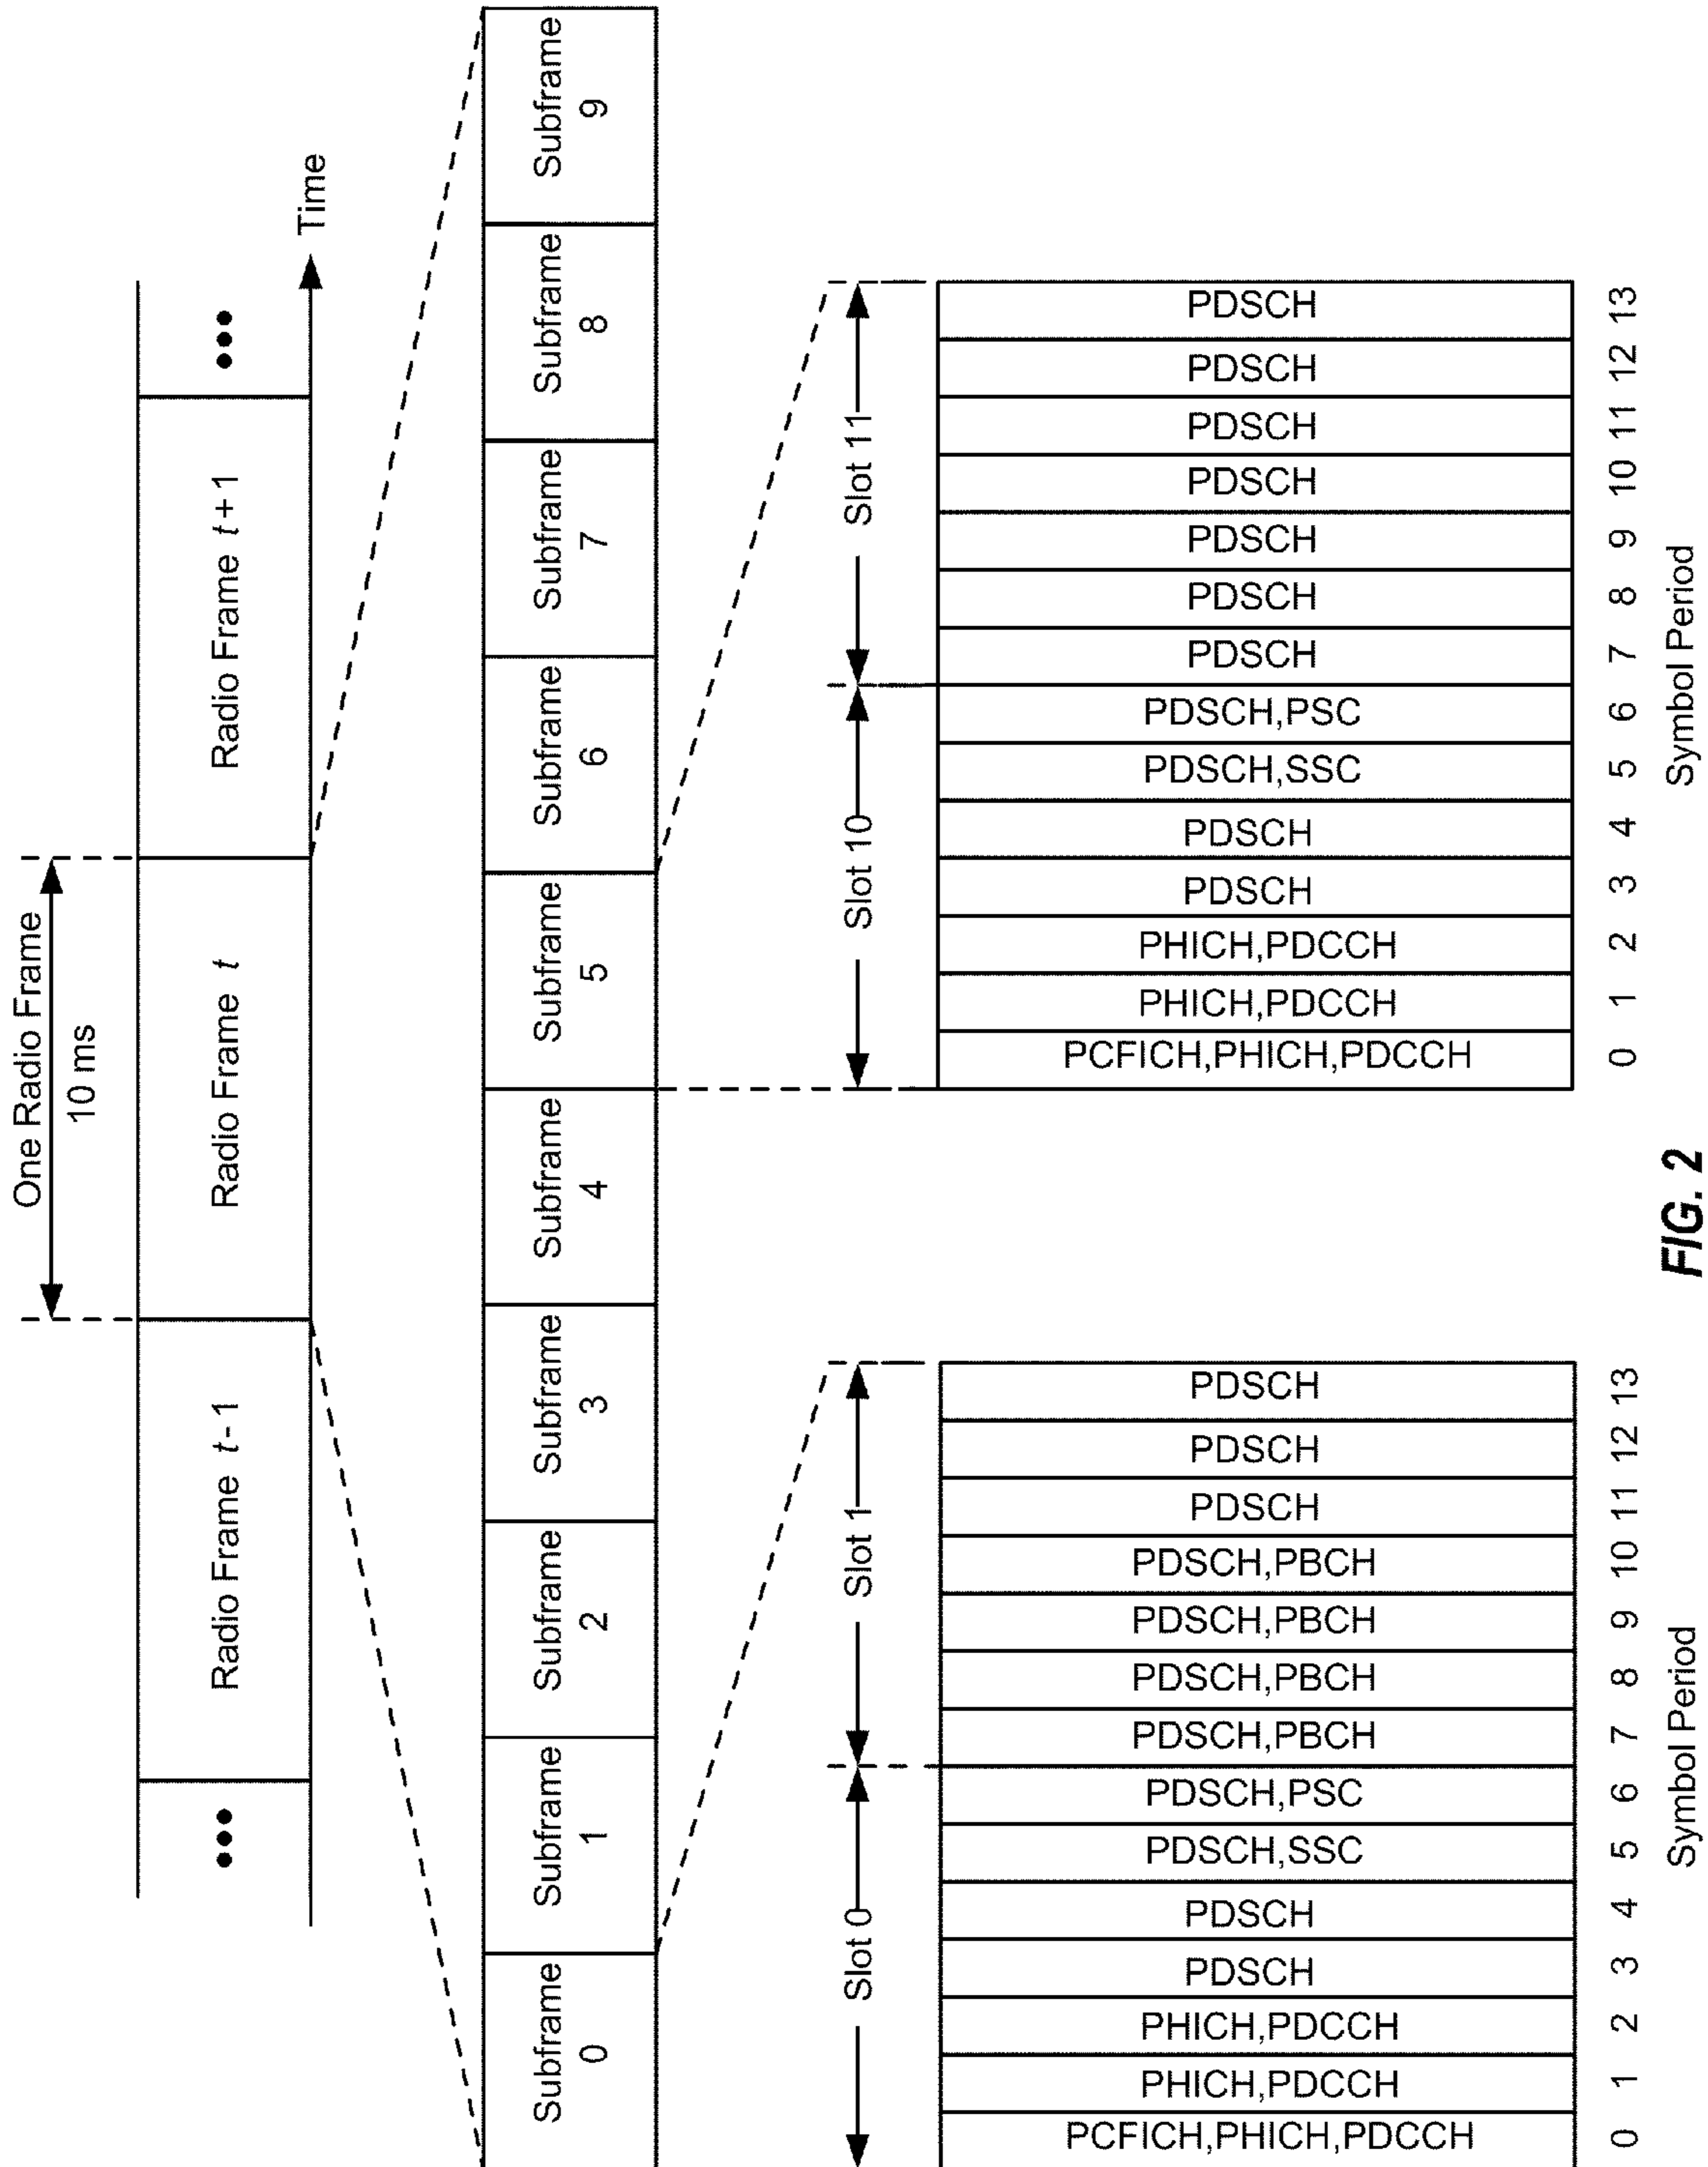 One Radio Frame
10 ms
••• Radio Frame t-1 Radio Frame t Radio Frame t+1 •••
Time
Subframe 0
Subframe 1
Subframe 2
Subframe 3
Subframe 4
Subframe 5
Subframe 6
Subframe 7
Subframe 8
Subframe 9
Slot 0 Slot 1
PCFICH,PHICH,PDCCH
PHICH,PDCCH
PHICH,PDCCH
PDSCH
PDSCH
PDSCH,SSC
PDSCH,PSC
PDSCH,PBCH
PDSCH,PBCH
PDSCH,PBCH
PDSCH,PBCH
PDSCH
PDSCH
PDSCH
0 1 2 3 4 5 6 7 8 9 10 11 12 13
Symbol Period
Slot 10 Slot 11
PCFICH,PHICH,PDCCH
PHICH,PDCCH
PHICH,PDCCH
PDSCH
PDSCH
PDSCH,SSC
PDSCH,PSC
PDSCH
PDSCH
PDSCH
PDSCH
PDSCH
PDSCH
PDSCH
0 1 2 3 4 5 6 7 8 9 10 11 12 13
Symbol Period
FIG. 2